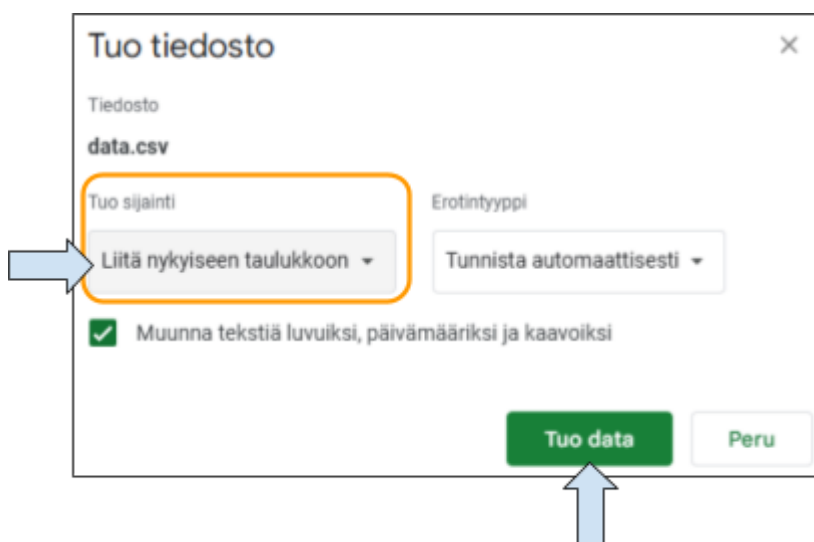 Tuo tiedosto
Tiedosto
data.csv
Tuo sijainti
Erotintyyppi
Liitä nykyiseen taulukkoon
Tunnista automaattisesti
Muunna tekstiä luvuiksi, päivämääriksi ja kaavoiksi
Tuo data
Peru